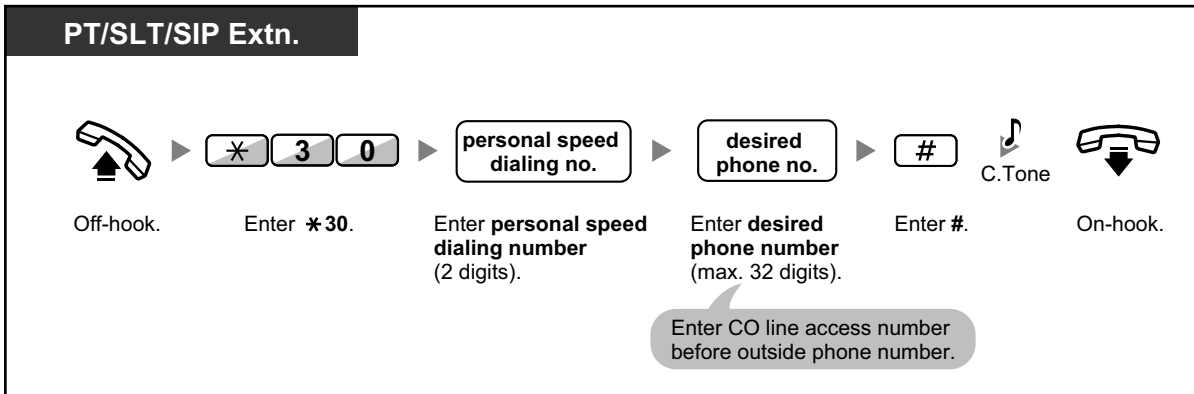 PT/SLT/SIP Extn.
* 3 0
personal speed
dialing no.
desired
phone no.
#
C.Tone
Off-hook.
Enter *30.
Enter personal speed
dialing number
(2 digits).
Enter desired
phone number
(max. 32 digits).
Enter #.
On-hook.
Enter CO line access number
before outside phone number.